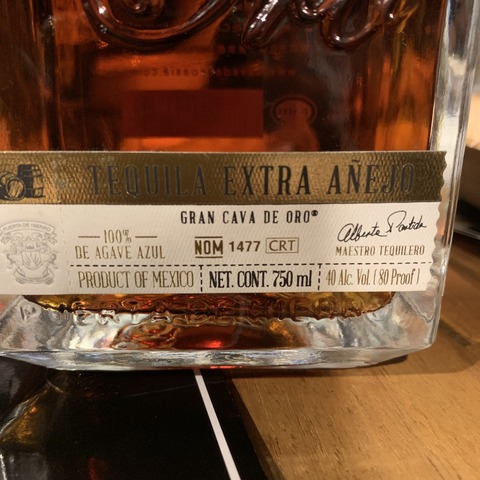 TEQUILA EXTRA AÑEJO
GRAN CAVA DE ORO®
100%
DE AGAVE AZUL
NOM 1477 CRT
MAESTRO TEQUILERO
PRODUCT OF MEXICO
NET. CONT. 750 ml
40 Alc. Vol. (80 Proof)